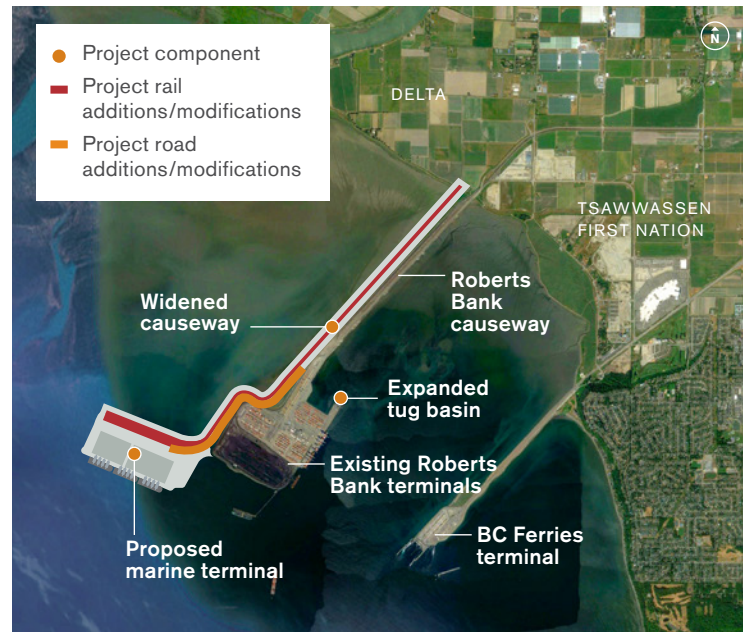 Project component
Project rail
additions/modifications
Project road
additions/modifications
N
DELTA
TSAWWASSEN
FIRST NATION
Roberts
Bank
causeway
Widened
causeway
Expanded
tug basin
Existing Roberts
Bank terminals
BC Ferries
terminal
Proposed
marine terminal